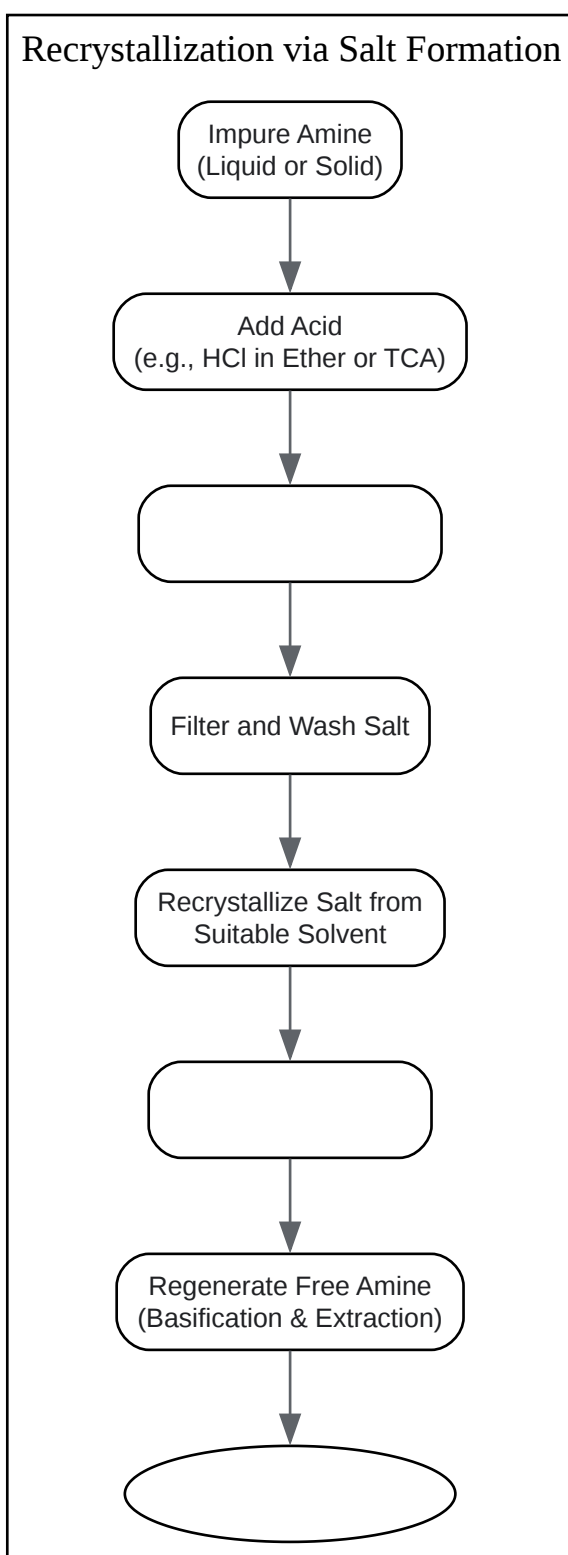 Recrystallization via Salt Formation
Impure Amine
(Liquid or Solid)
Add Acid
(e.g., HCl in Ether or TCA)
Filter and Wash Salt
Recrystallize Salt from
Suitable Solvent
Regenerate Free Amine
(Basification & Extraction)